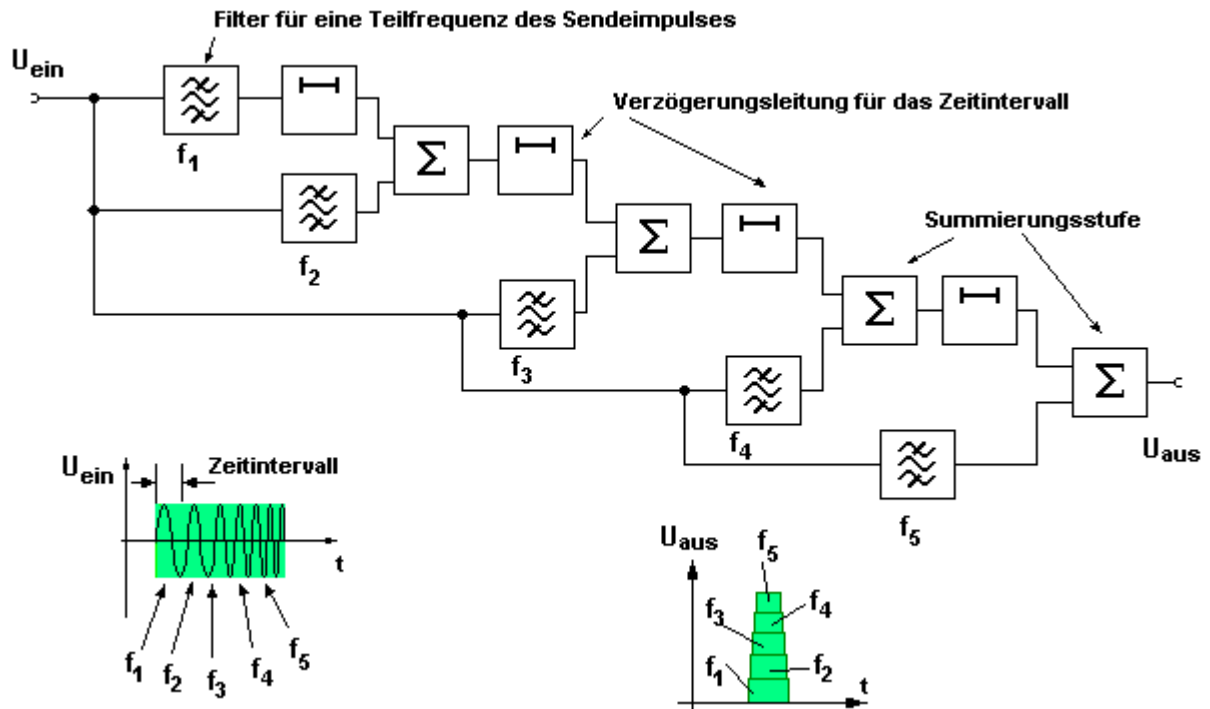 Filter für eine Teilfrequenz des Sendeimpulses
Uein
f1
Verzögerungsleitung für das Zeitintervall
Σ
f2
Summierungsstufe
Σ
f3
Σ
f4
Σ
Uaus
f5
Uein
Zeitintervall
t
f1
f2
f3
f4
f5
Uaus
f5
f4
f3
f2
f1
t